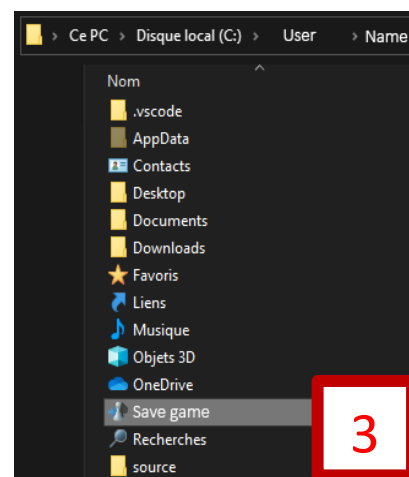 > Ce PC > Disque local (C:) > User > Name
Nom
.vscode
AppData
Contacts
Desktop
Documents
Downloads
Favoris
Liens
Musique
Objets 3D
OneDrive
Save game
Recherches
source
3